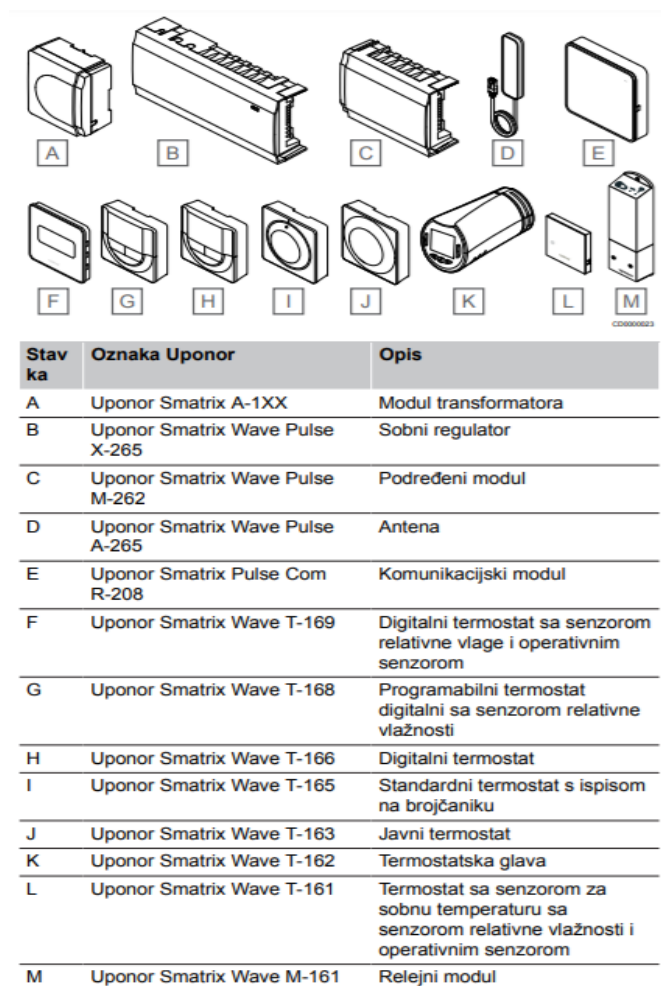 A
B
C
D
E
F
G
H
I
J
K
L
M
CD0000623
Stav
ka
Oznaka Uponor
Opis
A
Uponor Smatrix A-1XX
Modul transformatora
B
Uponor Smatrix Wave Pulse
X-265
Sobni regulator
C
Uponor Smatrix Wave Pulse
M-262
Podređeni modul
D
Uponor Smatrix Wave Pulse
A-265
Antena
E
Uponor Smatrix Pulse Com
R-208
Komunikacijski modul
F
Uponor Smatrix Wave T-169
Digitalni termostat sa senzorom
relativne vlage i operativnim
senzorom
G
Uponor Smatrix Wave T-168
Programabilni termostat
digitalni sa senzorom relativne
vlažnosti
H
Uponor Smatrix Wave T-166
Digitalni termostat
I
Uponor Smatrix Wave T-165
Standardni termostat s ispisom
na brojčaniku
J
Uponor Smatrix Wave T-163
Javni termostat
K
Uponor Smatrix Wave T-162
Termostatska glava
L
Uponor Smatrix Wave T-161
Termostat sa senzorom za
sobnu temperaturu sa
senzorom relativne vlažnosti i
operativnim senzorom
M
Uponor Smatrix Wave M-161
Relejni modul